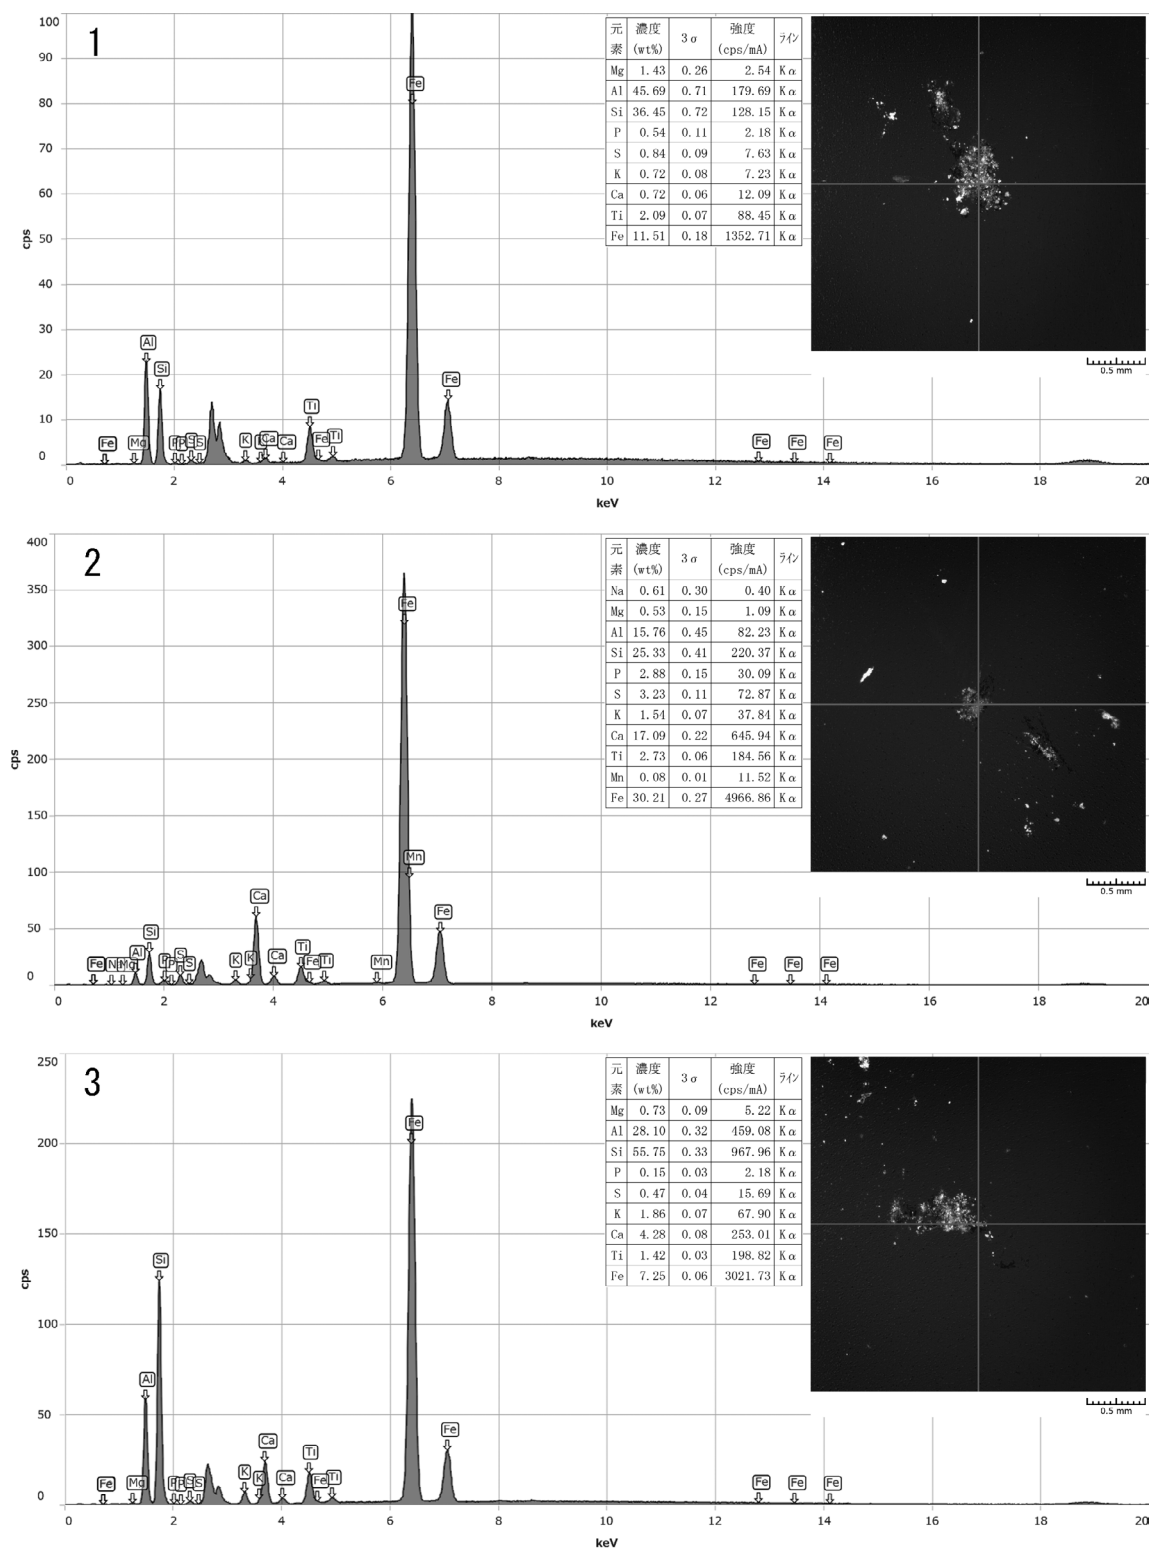 1
100
90
80
70
60
50
40
30
20
10
0
cps
0 2 4 6 8 10 12 14 16 18 20
keV
Fe Mg Al Si S S K Ca Ca Ti Fe Ti Fe Fe Fe Fe Fe
元素 濃度(wt%) 3σ 強度(cps/mA) ライン
Mg 1.43 0.26 2.54 Kα
Al 45.69 0.71 179.69 Kα
Si 36.45 0.72 128.15 Kα
P 0.54 0.11 2.18 Kα
S 0.84 0.09 7.63 Kα
K 0.72 0.08 7.23 Kα
Ca 0.72 0.06 12.09 Kα
Ti 2.09 0.07 88.45 Kα
Fe 11.51 0.18 1352.71 Kα
0.5 mm
2
400
350
300
250
200
150
100
50
0
cps
0 2 4 6 8 10 12 14 16 18 20
keV
Fe Al Si S S K K Ca Ca Ti Fe Ti Mn Fe Mn Fe Fe Fe Fe
元素 濃度(wt%) 3σ 強度(cps/mA) ライン
Na 0.61 0.30 0.40 Kα
Mg 0.53 0.15 1.09 Kα
Al 15.76 0.45 82.23 Kα
Si 25.33 0.41 220.37 Kα
P 2.88 0.15 30.09 Kα
S 3.23 0.11 72.87 Kα
K 1.54 0.07 37.84 Kα
Ca 17.09 0.22 645.94 Kα
Ti 2.73 0.06 184.56 Kα
Mn 0.08 0.01 11.52 Kα
Fe 30.21 0.27 4966.86 Kα
0.5 mm
3
250
200
150
100
50
0
cps
0 2 4 6 8 10 12 14 16 18 20
keV
Fe Mg Al Si S S K K Ca Ca Ti Fe Ti Fe Fe Fe Fe Fe
元素 濃度(wt%) 3σ 強度(cps/mA) ライン
Mg 0.73 0.09 5.22 Kα
Al 28.10 0.32 459.08 Kα
Si 55.75 0.33 967.96 Kα
P 0.15 0.03 2.18 Kα
S 0.47 0.04 15.69 Kα
K 1.86 0.07 67.90 Kα
Ca 4.28 0.08 253.01 Kα
Ti 1.42 0.03 198.82 Kα
Fe 7.25 0.06 3021.73 Kα
0.5 mm